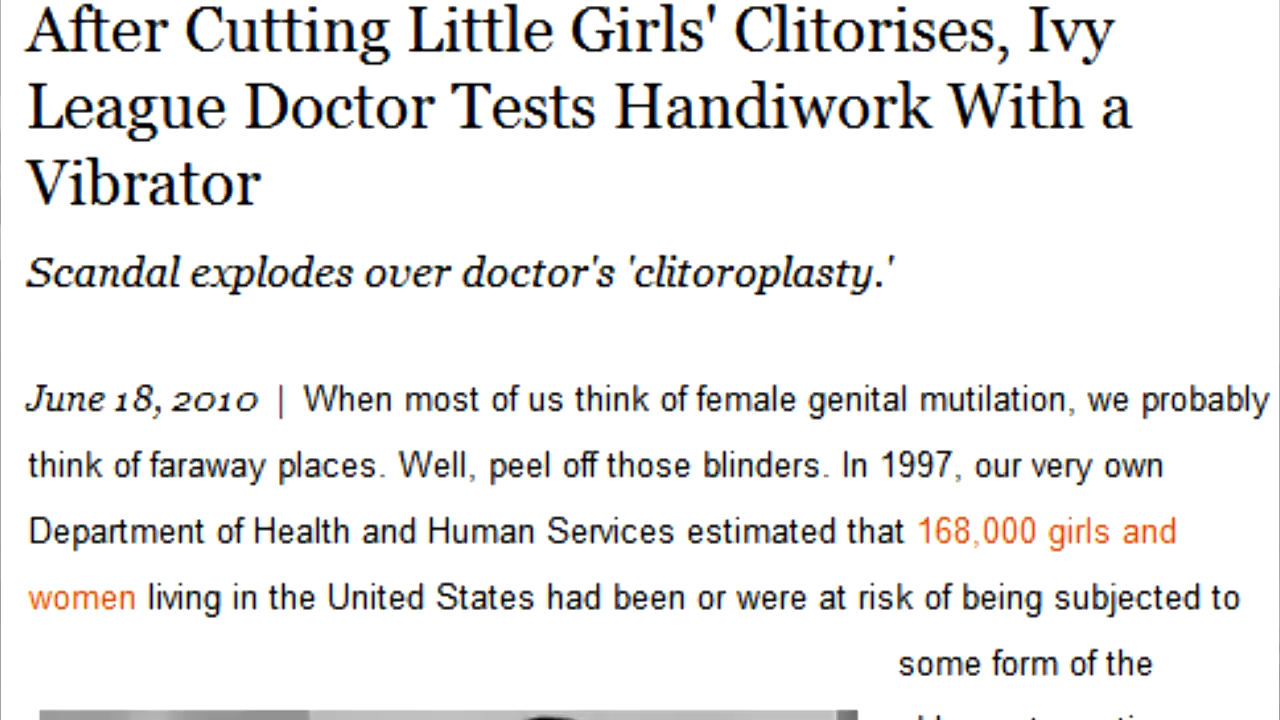 After Cutting Little Girls' Clitorises, Ivy
League Doctor Tests Handiwork With a
Vibrator
Scandal explodes over doctor's 'clitoroplasty.'
June 18, 2010 | When most of us think of female genital mutilation, we probably
think of faraway places. Well, peel off those blinders. In 1997, our very own
Department of Health and Human Services estimated that 168,000 girls and
women living in the United States had been or were at risk of being subjected to
some form of the